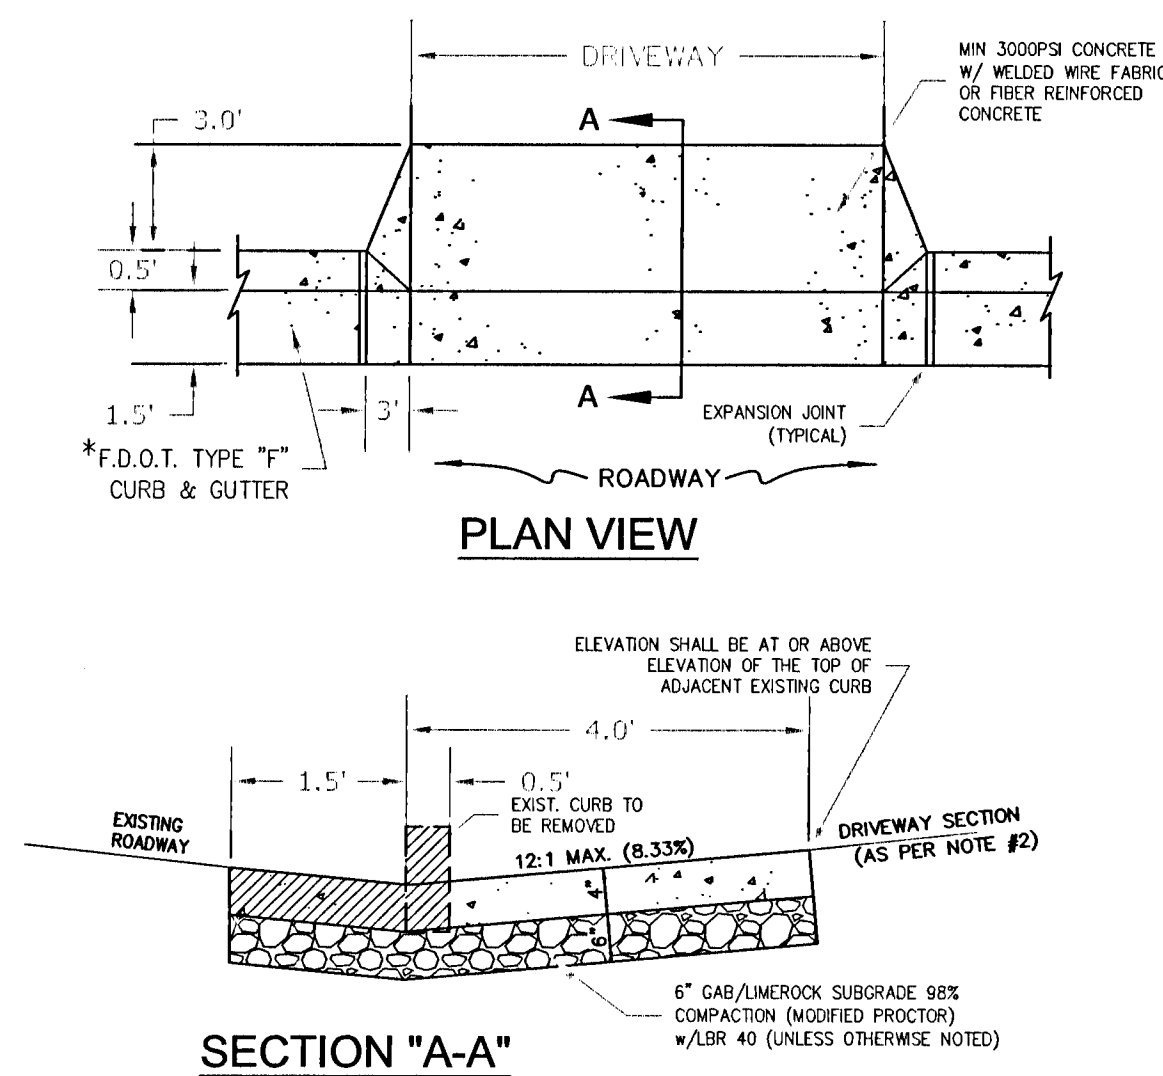 DRIVEWAY
MIN 3000PSI CONCRETE
W/ WELDED WIRE FABRIC
OR FIBER REINFORCED
CONCRETE
3.0'
A
0.5'
1.5'
3'
A
EXPANSION JOINT
(TYPICAL)
*F.D.O.T. TYPE "F"
CURB & GUTTER
ROADWAY
PLAN VIEW
ELEVATION SHALL BE AT OR ABOVE
ELEVATION OF THE TOP OF
ADJACENT EXISTING CURB
4.0'
1.5'
0.5'
EXIST. CURB TO
BE REMOVED
EXISTING
ROADWAY
12:1 MAX. (8.33%)
DRIVEWAY SECTION
(AS PER NOTE #2)
4"
6"
6" GAB/LIMEROCK SUBGRADE 98%
COMPACTION (MODIFIED PROCTOR)
w/LBR 40 (UNLESS OTHERWISE NOTED)
SECTION "A-A"